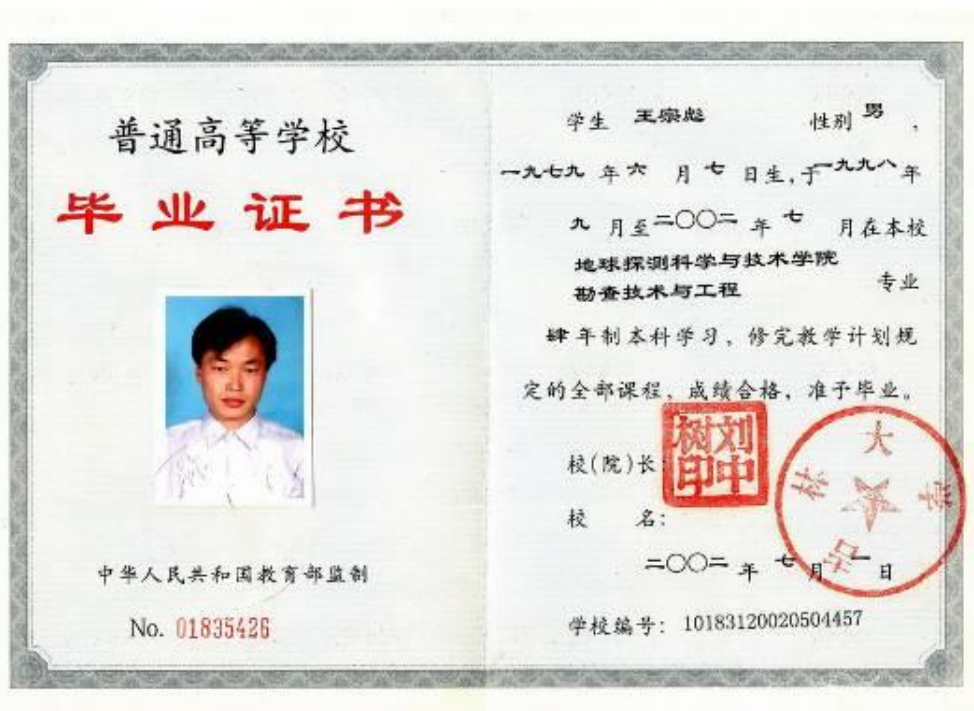 普通高等学校
毕业证书
中华人民共和国教育部监制
No. 01835426
学生 王宗彪 性别 男，
一九七九 年 六 月 七 日生，于 一九九八 年
九 月至 二〇〇二 年 七 月在本校
地球探测科学与技术学院
勘查技术与工程 专业
肆年制本科学习，修完教学计划规
定的全部课程，成绩合格，准予毕业。
校(院)长：
刘中树印
校 名：
吉林大学
二〇〇二 年 七 月 一 日
学校编号： 10183120020504457